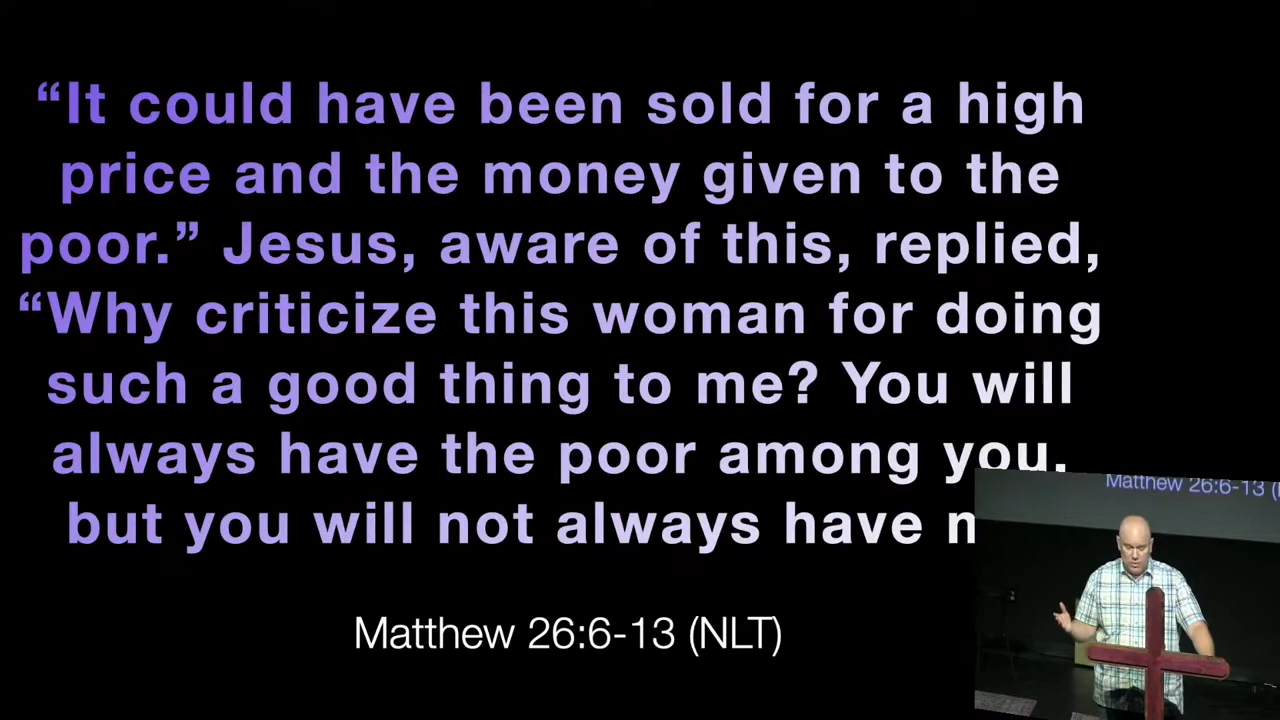 “It could have been sold for a high
price and the money given to the
poor.” Jesus, aware of this, replied,
“Why criticize this woman for doing
such a good thing to me? You will
always have the poor among you,
but you will not always have
Matthew 26:6-13 (NLT)
Matthew 26:6-13